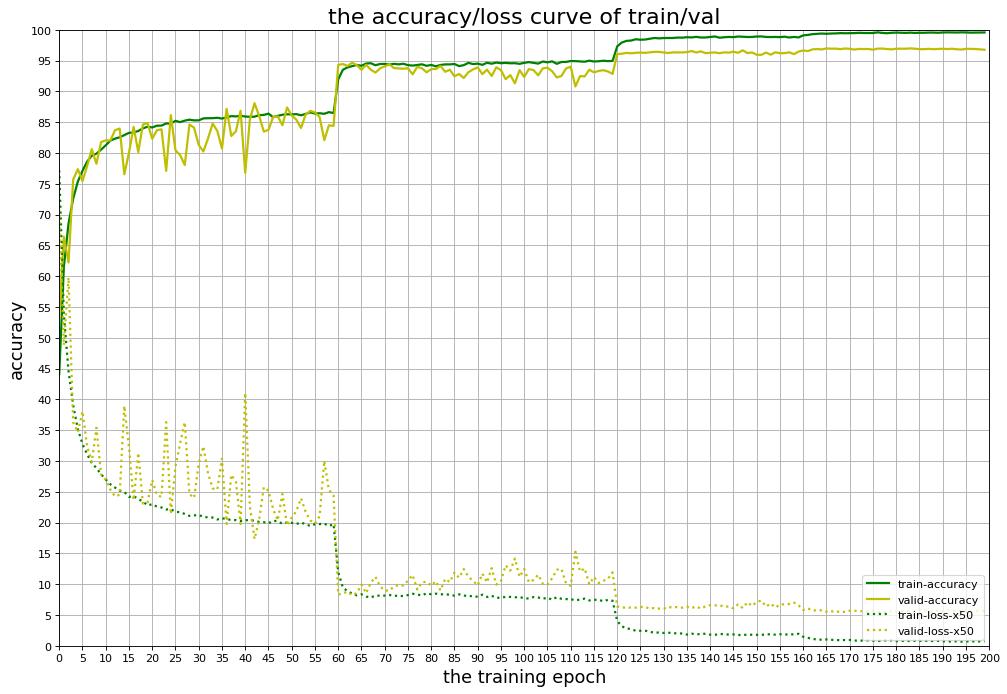 the accuracy/loss curve of train/val
100
95
90
85
80
75
70
65
60
55
50
45
40
35
30
25
20
15
10
5
0
accuracy
train-accuracy
valid-accuracy
train-loss-x50
valid-loss-x50
0 5 10 15 20 25 30 35 40 45 50 55 60 65 70 75 80 85 90 95 100 105 110 115 120 125 130 135 140 145 150 155 160 165 170 175 180 185 190 195 200
the training epoch